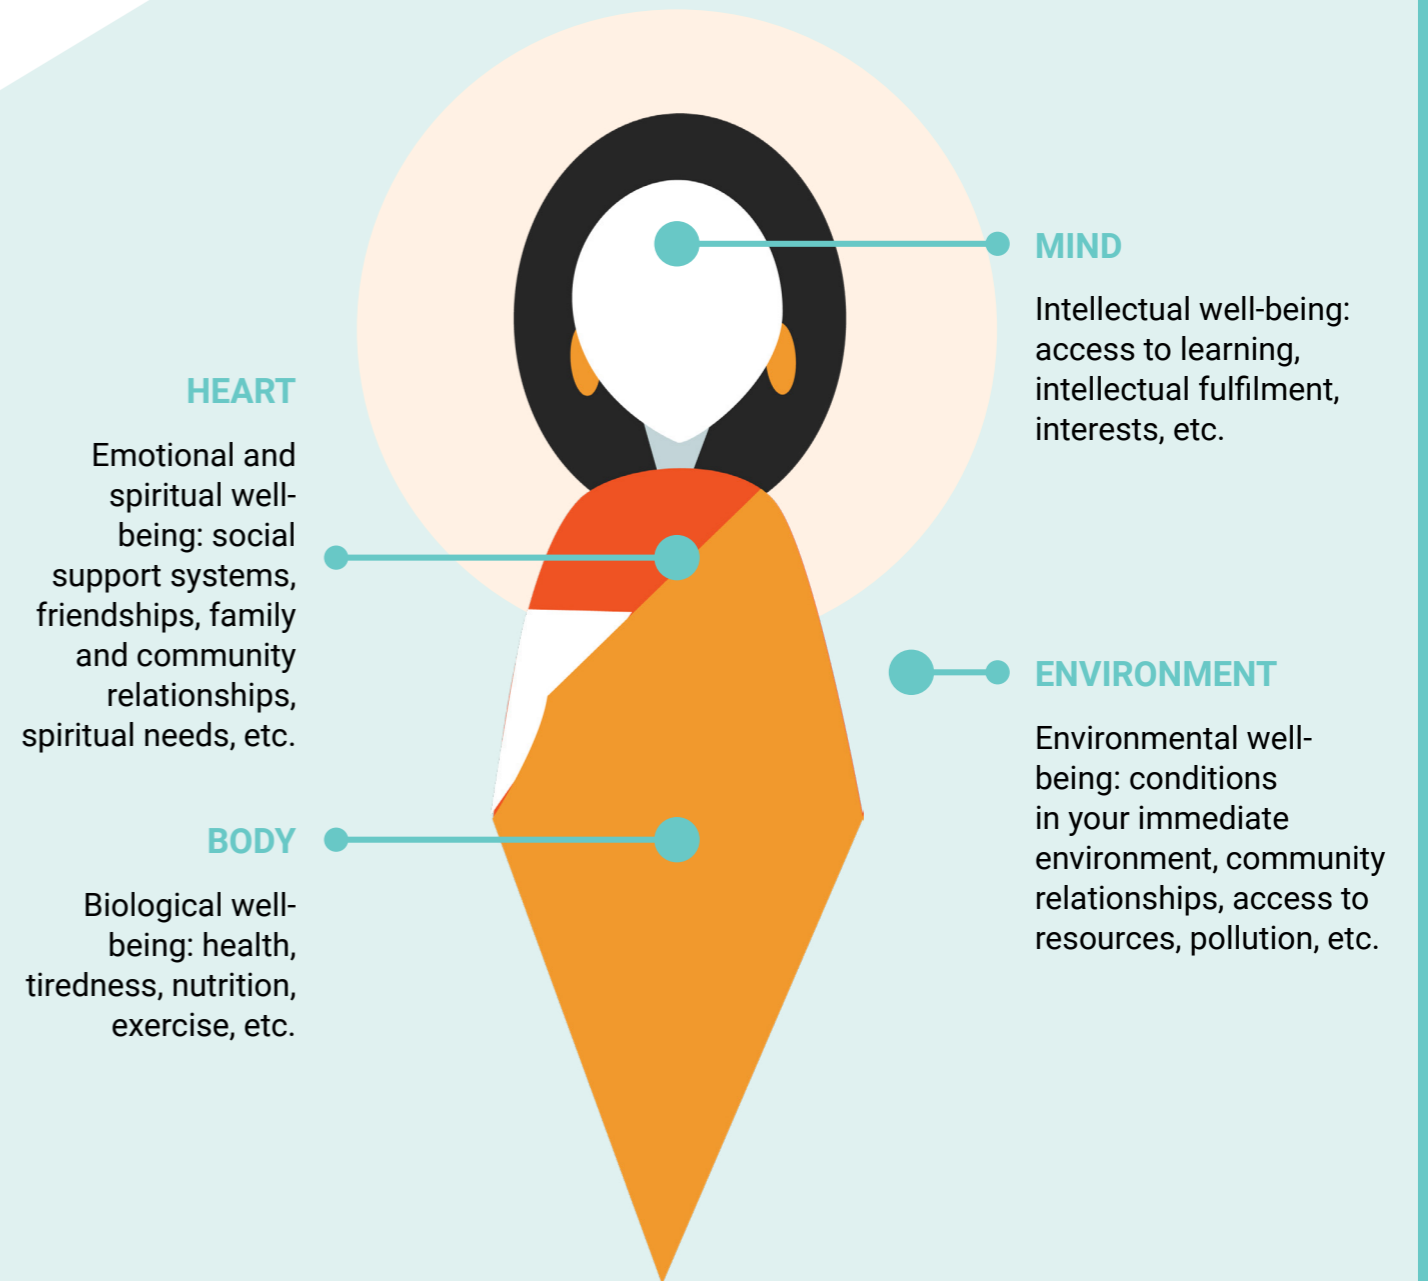 MIND
Intellectual well-being:
access to learning,
intellectual fulfilment,
interests, etc.
HEART
Emotional and
spiritual well-
being: social
support systems,
friendships, family
and community
relationships,
spiritual needs, etc.
ENVIRONMENT
Environmental well-
being: conditions
in your immediate
environment, community
relationships, access to
resources, pollution, etc.
BODY
Biological well-
being: health,
tiredness, nutrition,
exercise, etc.